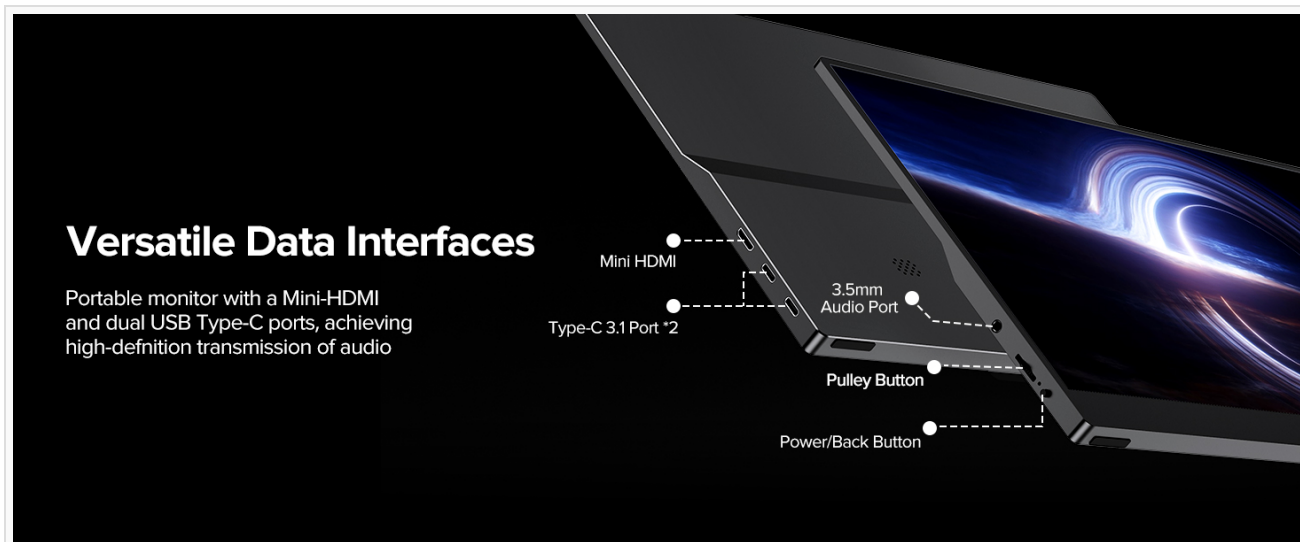 Versatile Data Interfaces
Portable monitor with a Mini-HDMI
and dual USB Type-C ports, achieving
high-defnition transmission of audio
Mini HDMI
Type-C 3.1 Port *2
3.5mm
Audio Port
Pulley Button
Power/Back Button